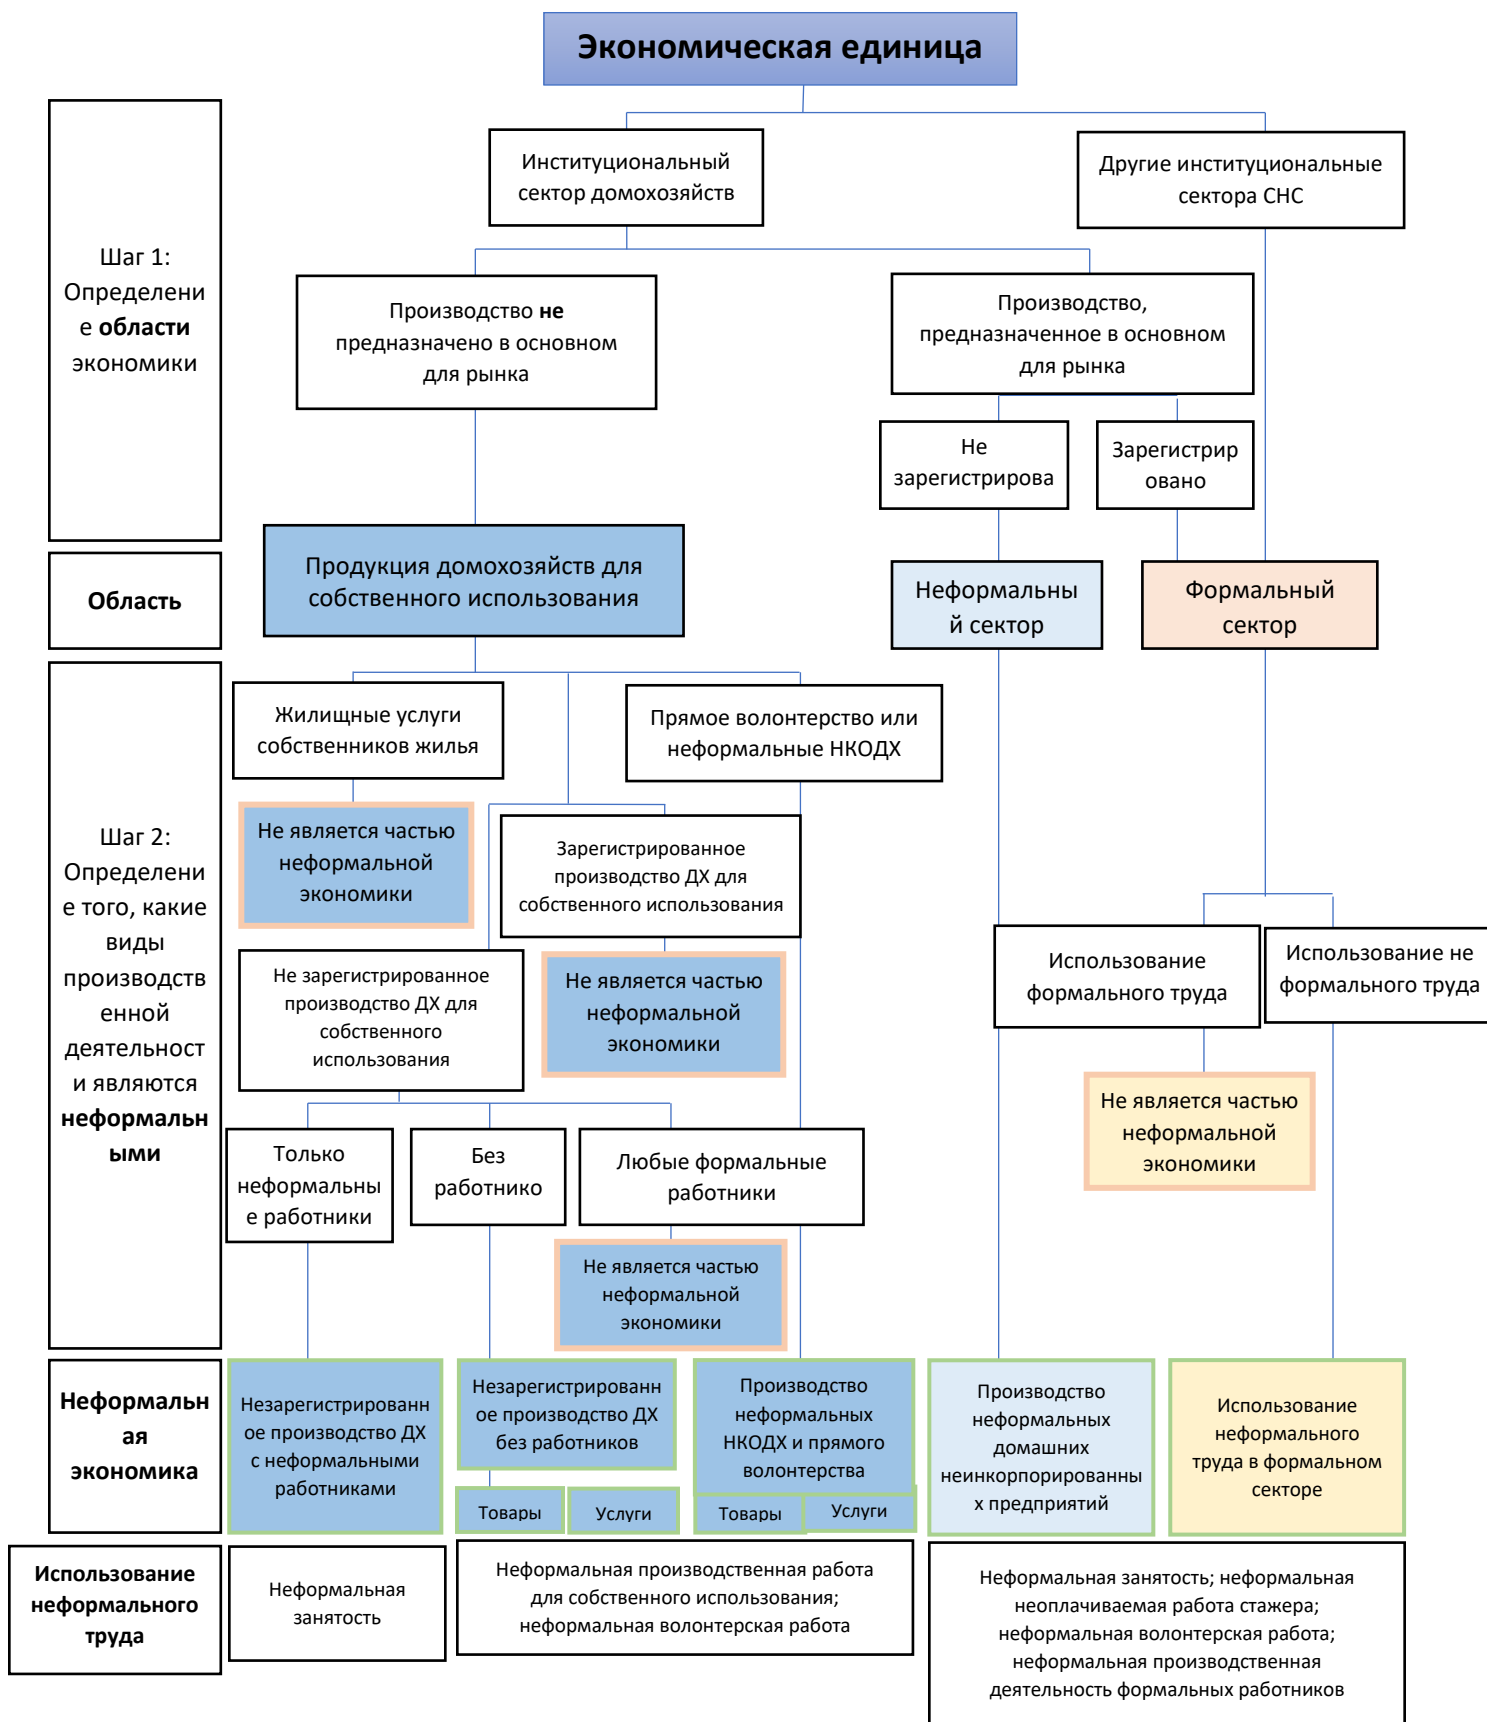 Экономическая единица
Институциональный
сектор домохозяйств
Другие институциональные
сектора СНС
Шаг 1:
Определени
е области
экономики
Производство не
предназначено в основном
для рынка
Производство,
предназначенное в основном
для рынка
Не
зарегистрирова
Зарегистрир
овано
Область
Продукция домохозяйств для
собственного использования
Неформальны
й сектор
Формальный
сектор
Шаг 2:
Определени
е того, какие
виды
производств
енной
деятельност
и являются
неформальн
ыми
Жилищные услуги
собственников жилья
Прямое волонтерство или
неформальные НКОДХ
Не является частью
неформальной
экономики
Зарегистрированное
производство ДХ для
собственного использования
Не зарегистрированное
производство ДХ для
собственного
использования
Не является частью
неформальной
экономики
Использование
формального труда
Использование не
формального труда
Не является частью
неформальной
экономики
Только
неформальны
е работники
Без
работнико
Любые формальные
работники
Не является частью
неформальной
экономики
Неформальн
ая
экономика
Незарегистрированн
ое производство ДХ
с неформальными
работниками
Незарегистрированн
ое производство ДХ
без работников
Товары
Услуги
Производство
неформальных
НКОДХ и прямого
волонтерства
Товары
Услуги
Производство
неформальных
домашних
неинкорпорированны
х предприятий
Использование
неформального
труда в формальном
секторе
Использование
неформального
труда
Неформальная
занятость
Неформальная производственная работа
для собственного использования;
неформальная волонтерская работа
Неформальная занятость; неформальная
неоплачиваемая работа стажера;
неформальная волонтерская работа;
неформальная производственная
деятельность формальных работников